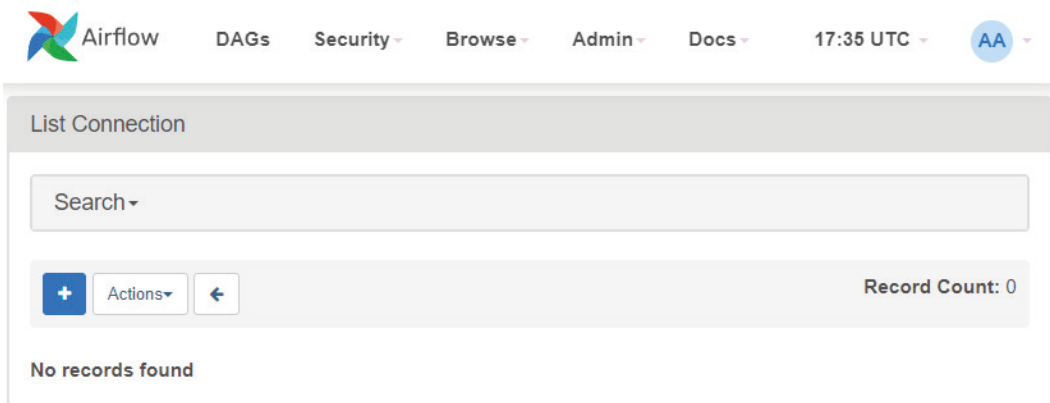 Airflow DAGs Security Browse Admin Docs 17:35 UTC AA
List Connection
Search
+ Actions Record Count: 0
No records found